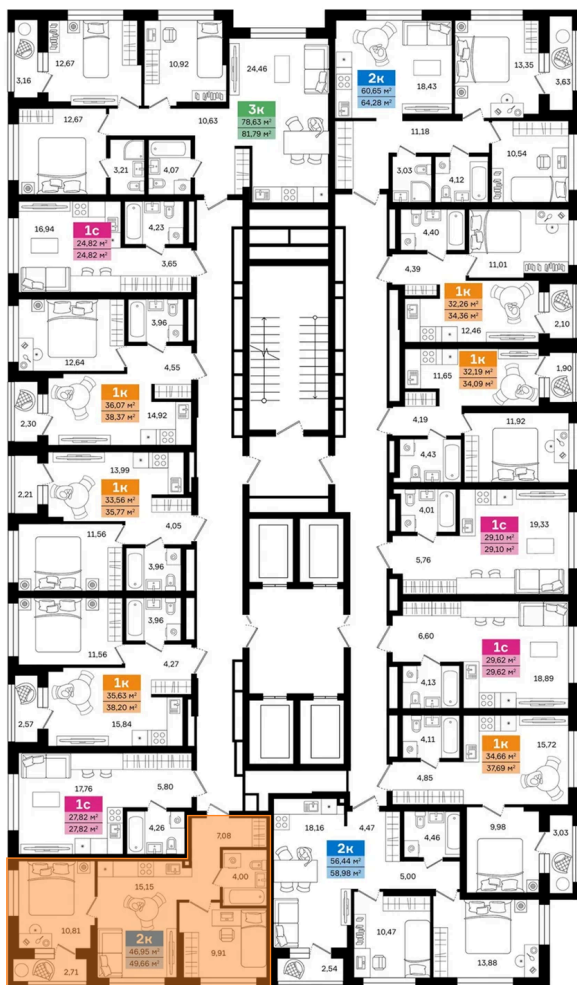 3,16
12,67
10,92
24,46
3к
78,63 м²
81,79 м²
12,67
10,63
3,21
4,07
2к
60,65 м²
64,28 м²
18,43
13,35
3,63
11,18
3,03
4,12
10,54
16,94
1с
24,82 м²
24,82 м²
4,23
3,65
4,40
11,01
4,39
1к
32,26 м²
34,36 м²
12,46
2,10
12,64
3,96
4,55
1к
36,07 м²
38,37 м²
14,92
2,30
11,65
1к
32,19 м²
34,09 м²
1,90
4,19
11,92
4,43
13,99
2,21
1к
33,56 м²
35,77 м²
4,05
11,56
3,96
4,01
1с
29,10 м²
29,10 м²
19,33
5,76
11,56
3,96
4,27
1к
35,63 м²
38,20 м²
2,57
15,84
6,60
1с
29,62 м²
29,62 м²
4,13
18,89
4,11
1к
34,66 м²
37,69 м²
15,72
4,85
17,76
5,80
1с
27,82 м²
27,82 м²
4,26
7,08
4,00
15,15
10,81
2к
46,95 м²
49,66 м²
9,91
2,71
18,16
4,47
2к
56,44 м²
58,98 м²
4,46
5,00
9,98
3,03
10,47
13,88
2,54